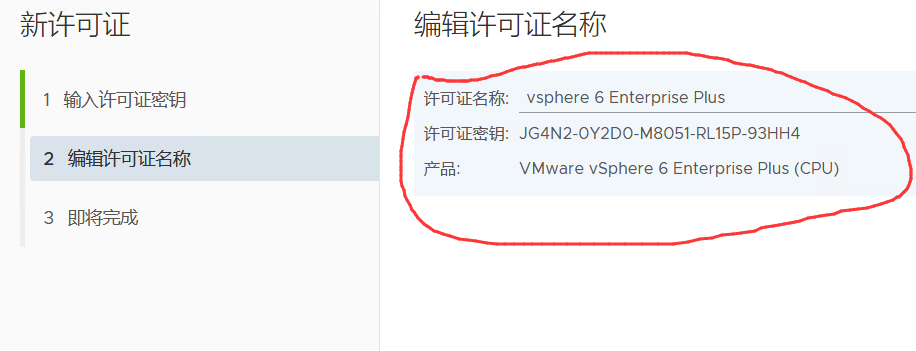 新许可证
1 输入许可证密钥
2 编辑许可证名称
3 即将完成
编辑许可证名称
许可证名称: vsphere 6 Enterprise Plus
许可证密钥: JG4N2-0Y2D0-M8051-RL15P-93HH4
产品: VMware vSphere 6 Enterprise Plus (CPU)